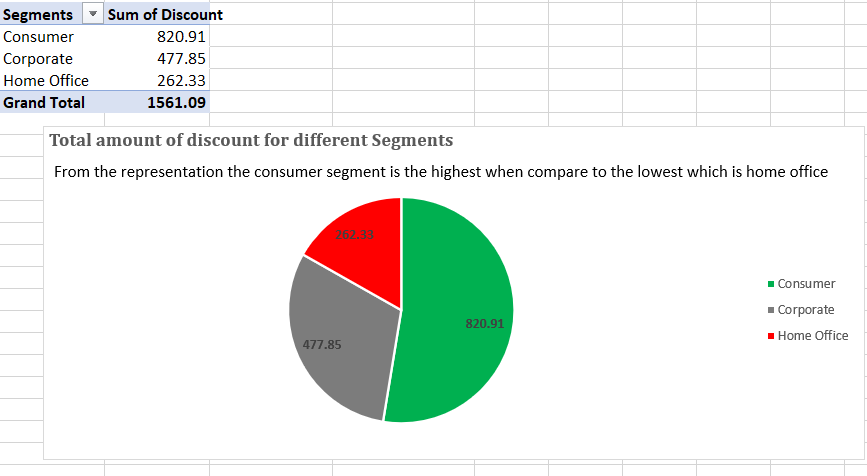 Segments Sum of Discount
Consumer 820.91
Corporate 477.85
Home Office 262.33
Grand Total 1561.09
Total amount of discount for different Segments
From the representation the consumer segment is the highest when compare to the lowest which is home office
262.33
820.91
477.85
Consumer
Corporate
Home Office